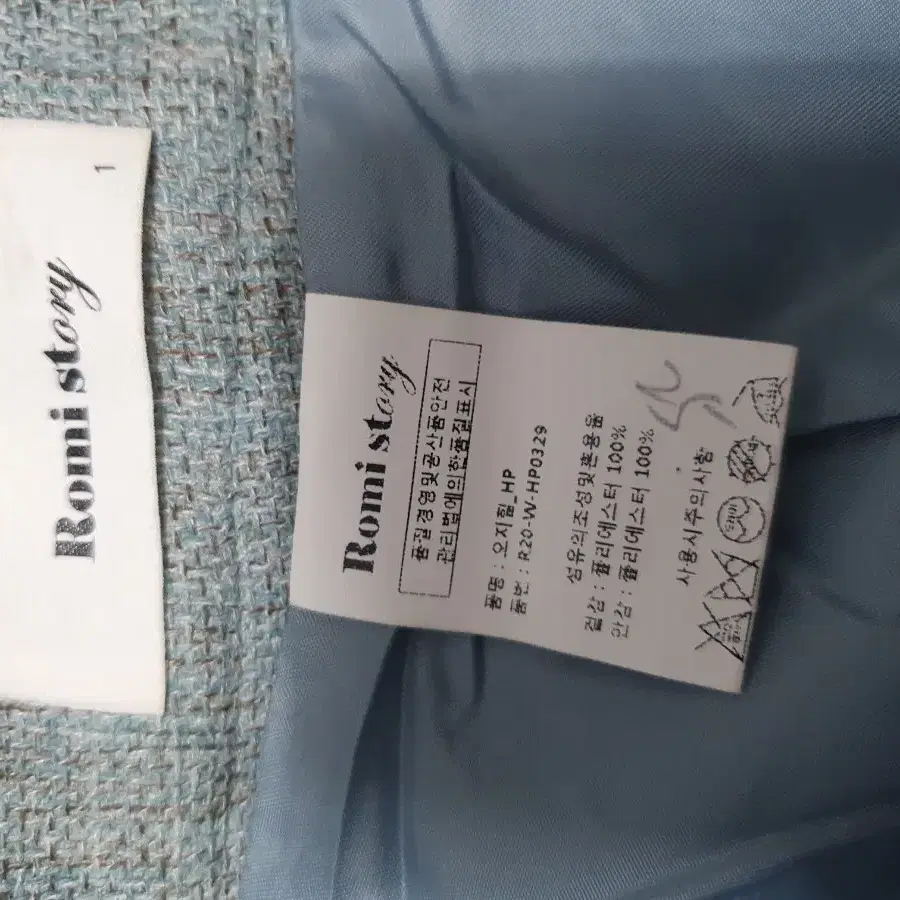 Romi story
1
Romi story
품질경영및공산품안전
관리법에의한품질표시
품명 : 오지힐_HP
품번 : R20-W-HP0329
섬유의조성및혼용율
겉감 : 폴리에스터 100%
안감 : 폴리에스터 100%
사용시주의사항